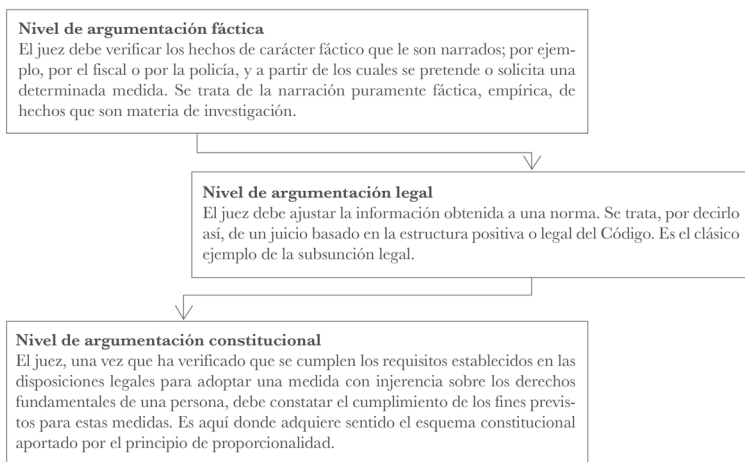 Nivel de argumentación fáctica
El juez debe verificar los hechos de carácter fáctico que le son narrados; por ejem-
plo, por el fiscal o por la policía, y a partir de los cuales se pretende o solicita una
determinada medida. Se trata de la narración puramente fáctica, empírica, de
hechos que son materia de investigación.
Nivel de argumentación legal
El juez debe ajustar la información obtenida a una norma. Se trata, por decirlo
así, de un juicio basado en la estructura positiva o legal del Código. Es el clásico
ejemplo de la subsunción legal.
Nivel de argumentación constitucional
El juez, una vez que ha verificado que se cumplen los requisitos establecidos en las
disposiciones legales para adoptar una medida con injerencia sobre los derechos
fundamentales de una persona, debe constatar el cumplimiento de los fines previs-
tos para estas medidas. Es aquí donde adquiere sentido el esquema constitucional
aportado por el principio de proporcionalidad.